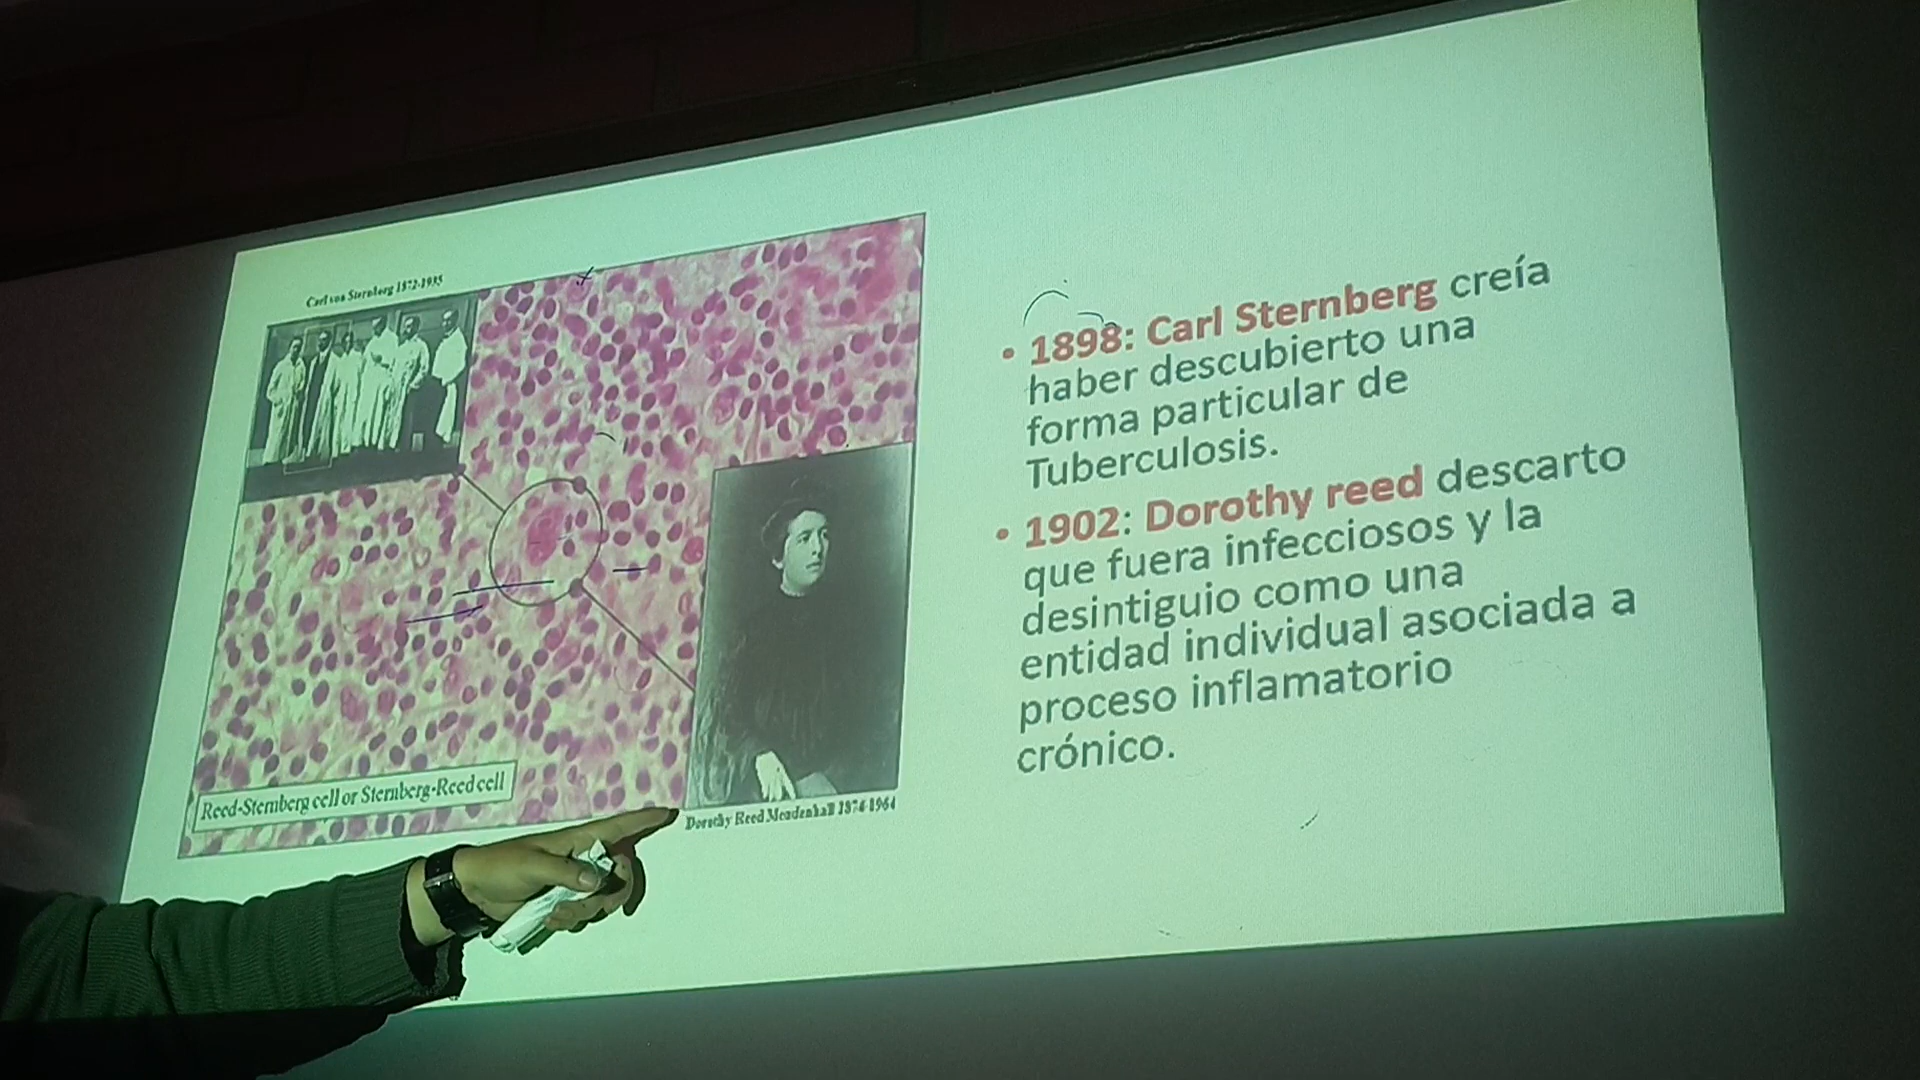 Carl von Sternberg 1872-1935
Reed-Sternberg cell or Sternberg-Reed cell
Dorothy Reed Mendenhall 1874-1964
• 1898: Carl Sternberg creía
haber descubierto una
forma particular de
Tuberculosis.
• 1902: Dorothy reed descarto
que fuera infecciosos y la
desintiguio como una
entidad individual asociada a
proceso inflamatorio
crónico.